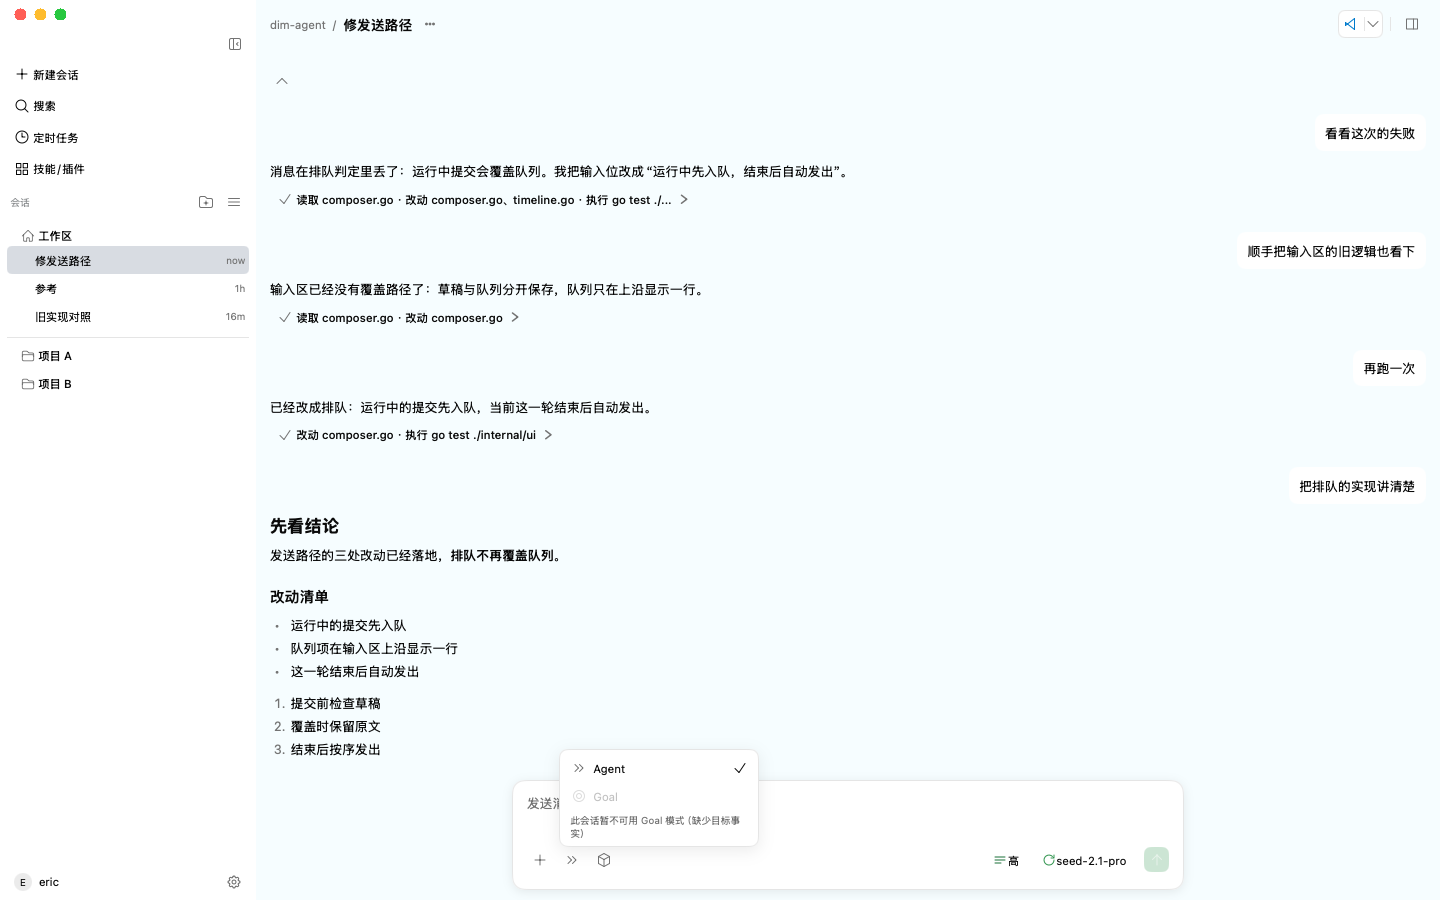 dim-agent / 修发送路径 ···
新建会话
搜索
定时任务
技能/插件
会话
工作区
修发送路径 now
参考 1h
旧实现对照 16m
项目 A
项目 B
E eric
看看这次的失败
消息在排队判定里丢了：运行中提交会覆盖队列。我把输入位改成“运行中先入队，结束后自动发出”。
读取 composer.go · 改动 composer.go、timeline.go · 执行 go test ./...
顺手把输入区的旧逻辑也看下
输入区已经没有覆盖路径了：草稿与队列分开保存，队列只在上沿显示一行。
读取 composer.go · 改动 composer.go
再跑一次
已经改成排队：运行中的提交先入队，当前这一轮结束后自动发出。
改动 composer.go · 执行 go test ./internal/ui
把排队的实现讲清楚
先看结论
发送路径的三处改动已经落地，排队不再覆盖队列。
改动清单
• 运行中的提交先入队
• 队列项在输入区上沿显示一行
• 这一轮结束后自动发出
1. 提交前检查草稿
2. 覆盖时保留原文
3. 结束后按序发出
Agent
Goal
此会话暂不可用 Goal 模式（缺少目标事
实）
发送
高
seed-2.1-pro